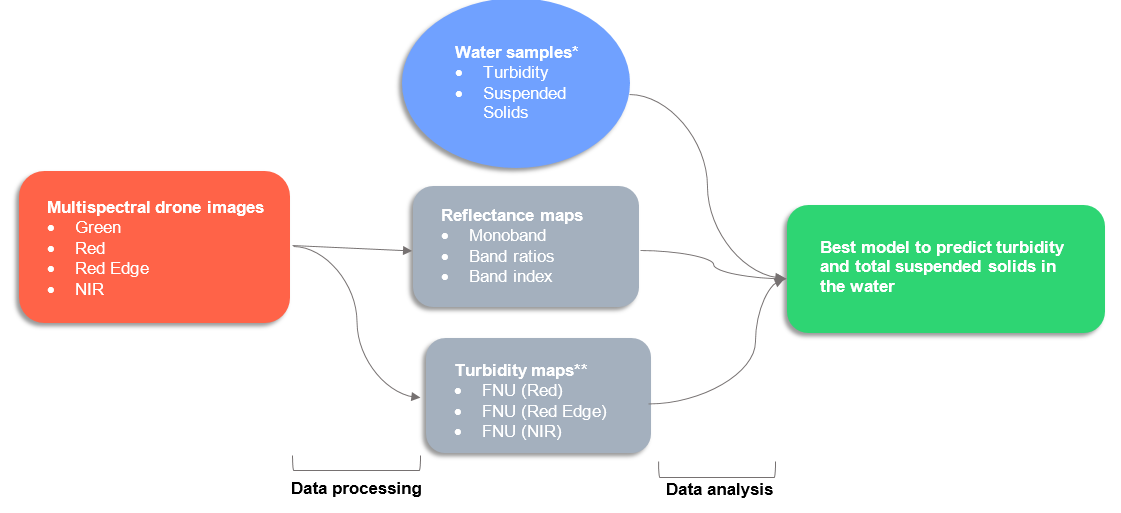 Water samples*
• Turbidity
• Suspended
Solids
Multispectral drone images
• Green
• Red
• Red Edge
• NIR
Reflectance maps
• Monoband
• Band ratios
• Band index
Turbidity maps**
• FNU (Red)
• FNU (Red Edge)
• FNU (NIR)
Best model to predict turbidity
and total suspended solids in
the water
Data processing
Data analysis